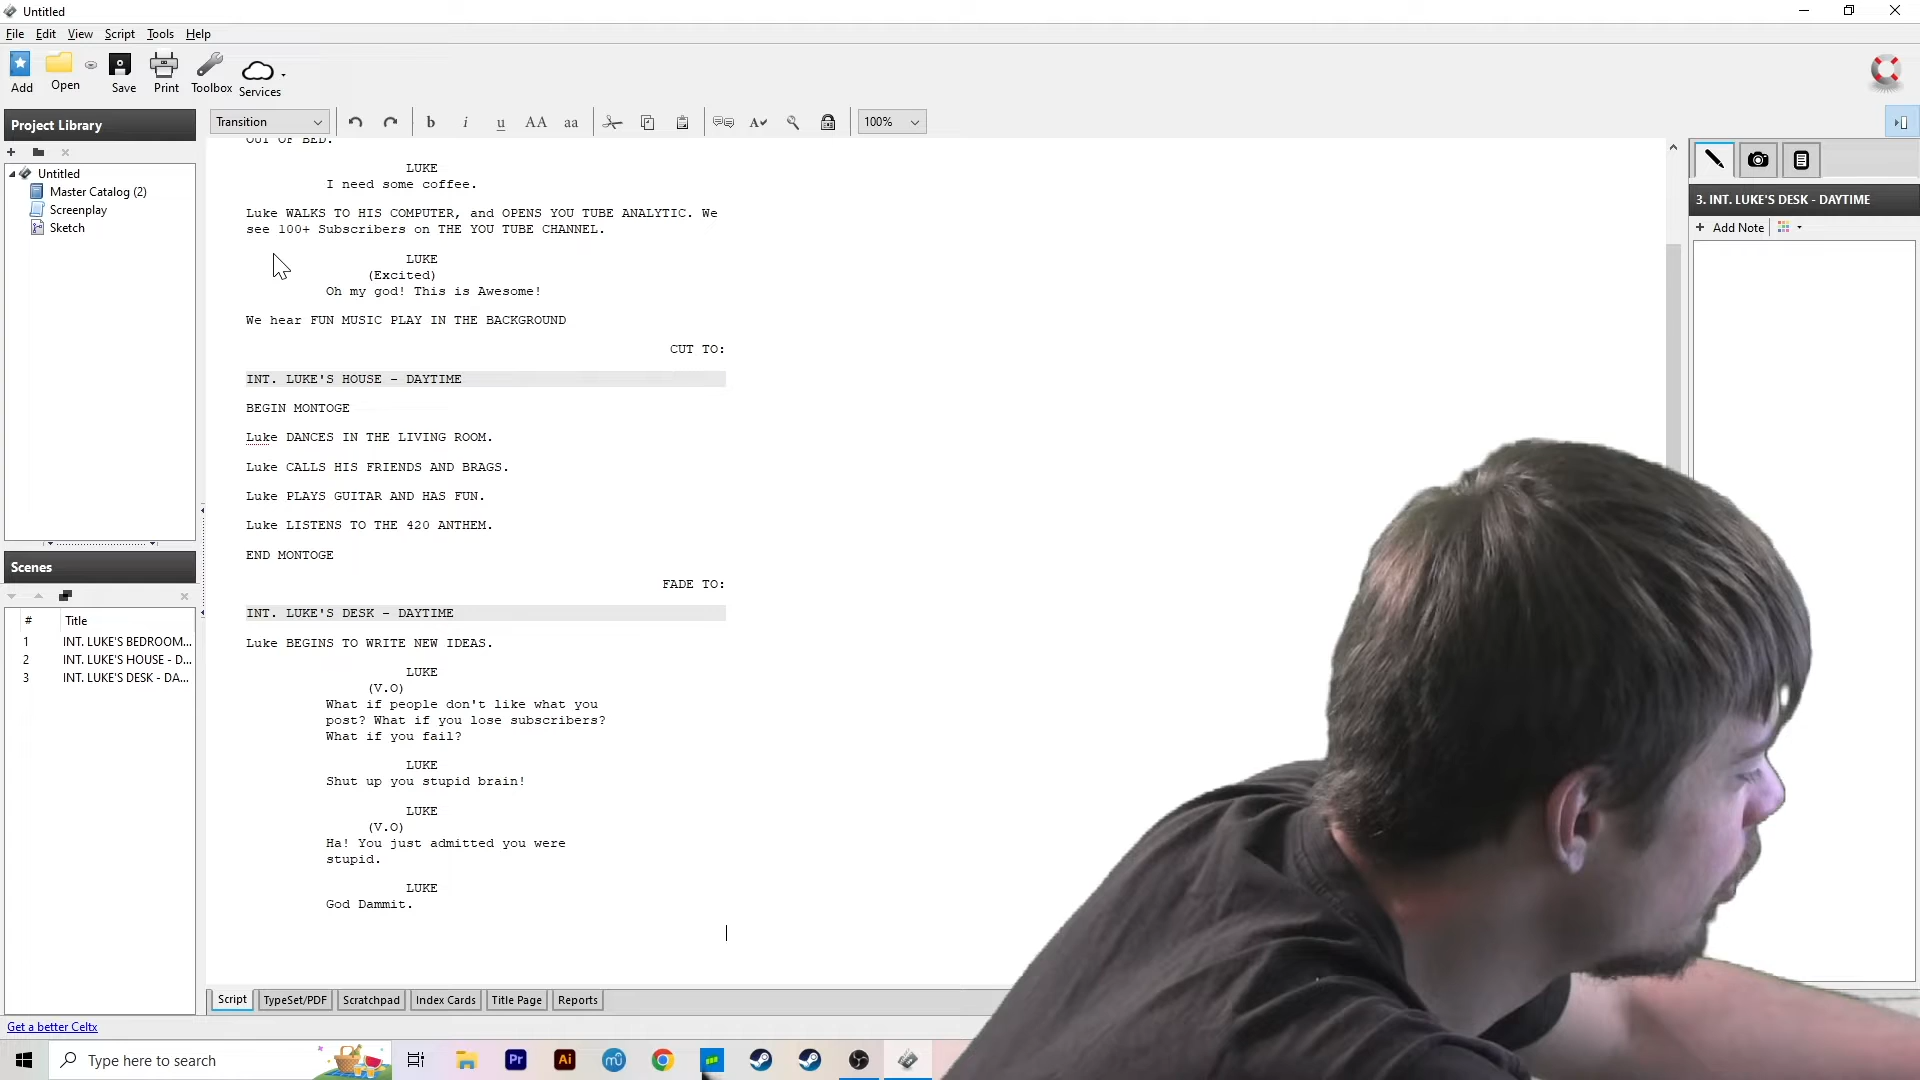 Untitled
File Edit View Script Tools Help
Add Open Save Print Toolbox Services
Project Library
Transition
b i u AA aa
100%
Untitled
Master Catalog (2)
Screenplay
Sketch
OUT OF BED.
LUKE
I need some coffee.
Luke WALKS TO HIS COMPUTER, and OPENS YOU TUBE ANALYTIC. We
see 100+ Subscribers on THE YOU TUBE CHANNEL.
LUKE
(Excited)
Oh my god! This is Awesome!
We hear FUN MUSIC PLAY IN THE BACKGROUND
CUT TO:
INT. LUKE'S HOUSE - DAYTIME
BEGIN MONTOGE
Luke DANCES IN THE LIVING ROOM.
Luke CALLS HIS FRIENDS AND BRAGS.
Luke PLAYS GUITAR AND HAS FUN.
Luke LISTENS TO THE 420 ANTHEM.
END MONTOGE
FADE TO:
INT. LUKE'S DESK - DAYTIME
Luke BEGINS TO WRITE NEW IDEAS.
LUKE
(V.O)
What if people don't like what you
post? What if you lose subscribers?
What if you fail?
LUKE
Shut up you stupid brain!
LUKE
(V.O)
Ha! You just admitted you were
stupid.
LUKE
God Dammit.
3. INT. LUKE'S DESK - DAYTIME
+ Add Note
Scenes
# Title
1 INT. LUKE'S BEDROOM...
2 INT. LUKE'S HOUSE - D...
3 INT. LUKE'S DESK - DA...
Script TypeSet/PDF Scratchpad Index Cards Title Page Reports
Get a better Celtx
Type here to search
Pr Ai mu